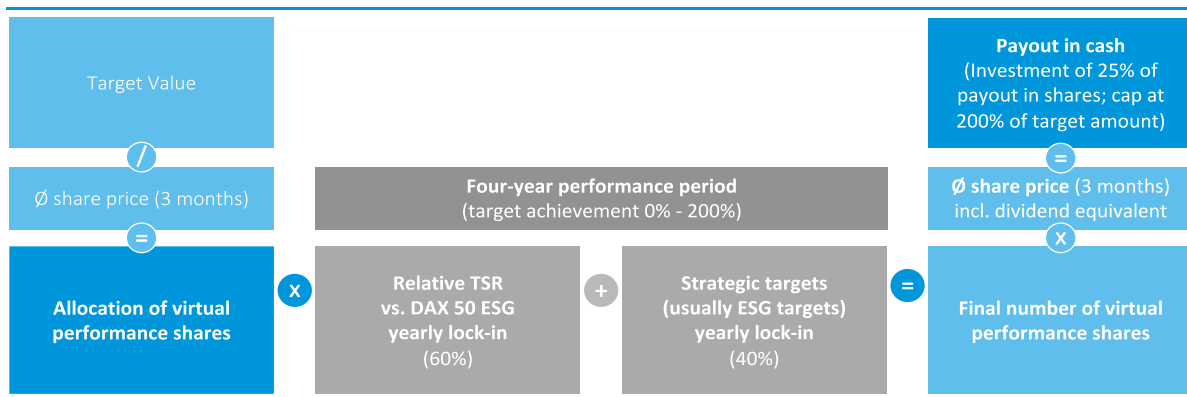 Target Value
/
Ø share price (3 months)
=
Allocation of virtual
performance shares
x
Four-year performance period
(target achievement 0% - 200%)
Relative TSR
vs. DAX 50 ESG
yearly lock-in
(60%)
+
Strategic targets
(usually ESG targets)
yearly lock-in
(40%)
=
Payout in cash
(Investment of 25% of
payout in shares; cap at
200% of target amount)
=
Ø share price (3 months)
incl. dividend equivalent
x
Final number of virtual
performance shares